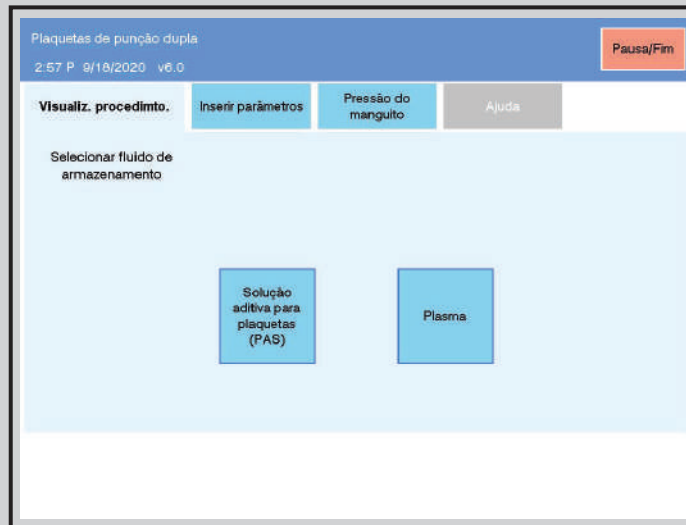 Plaquetas de punção dupla
2:57 P 9/18/2020 v6.0
Pausa/Fim
Visualiz. procedimto.
Inserir parâmetros
Pressão do
manguito
Ajuda
Selecionar fluido de
armazenamento
Solução
aditiva para
plaquetas
(PAS)
Plasma